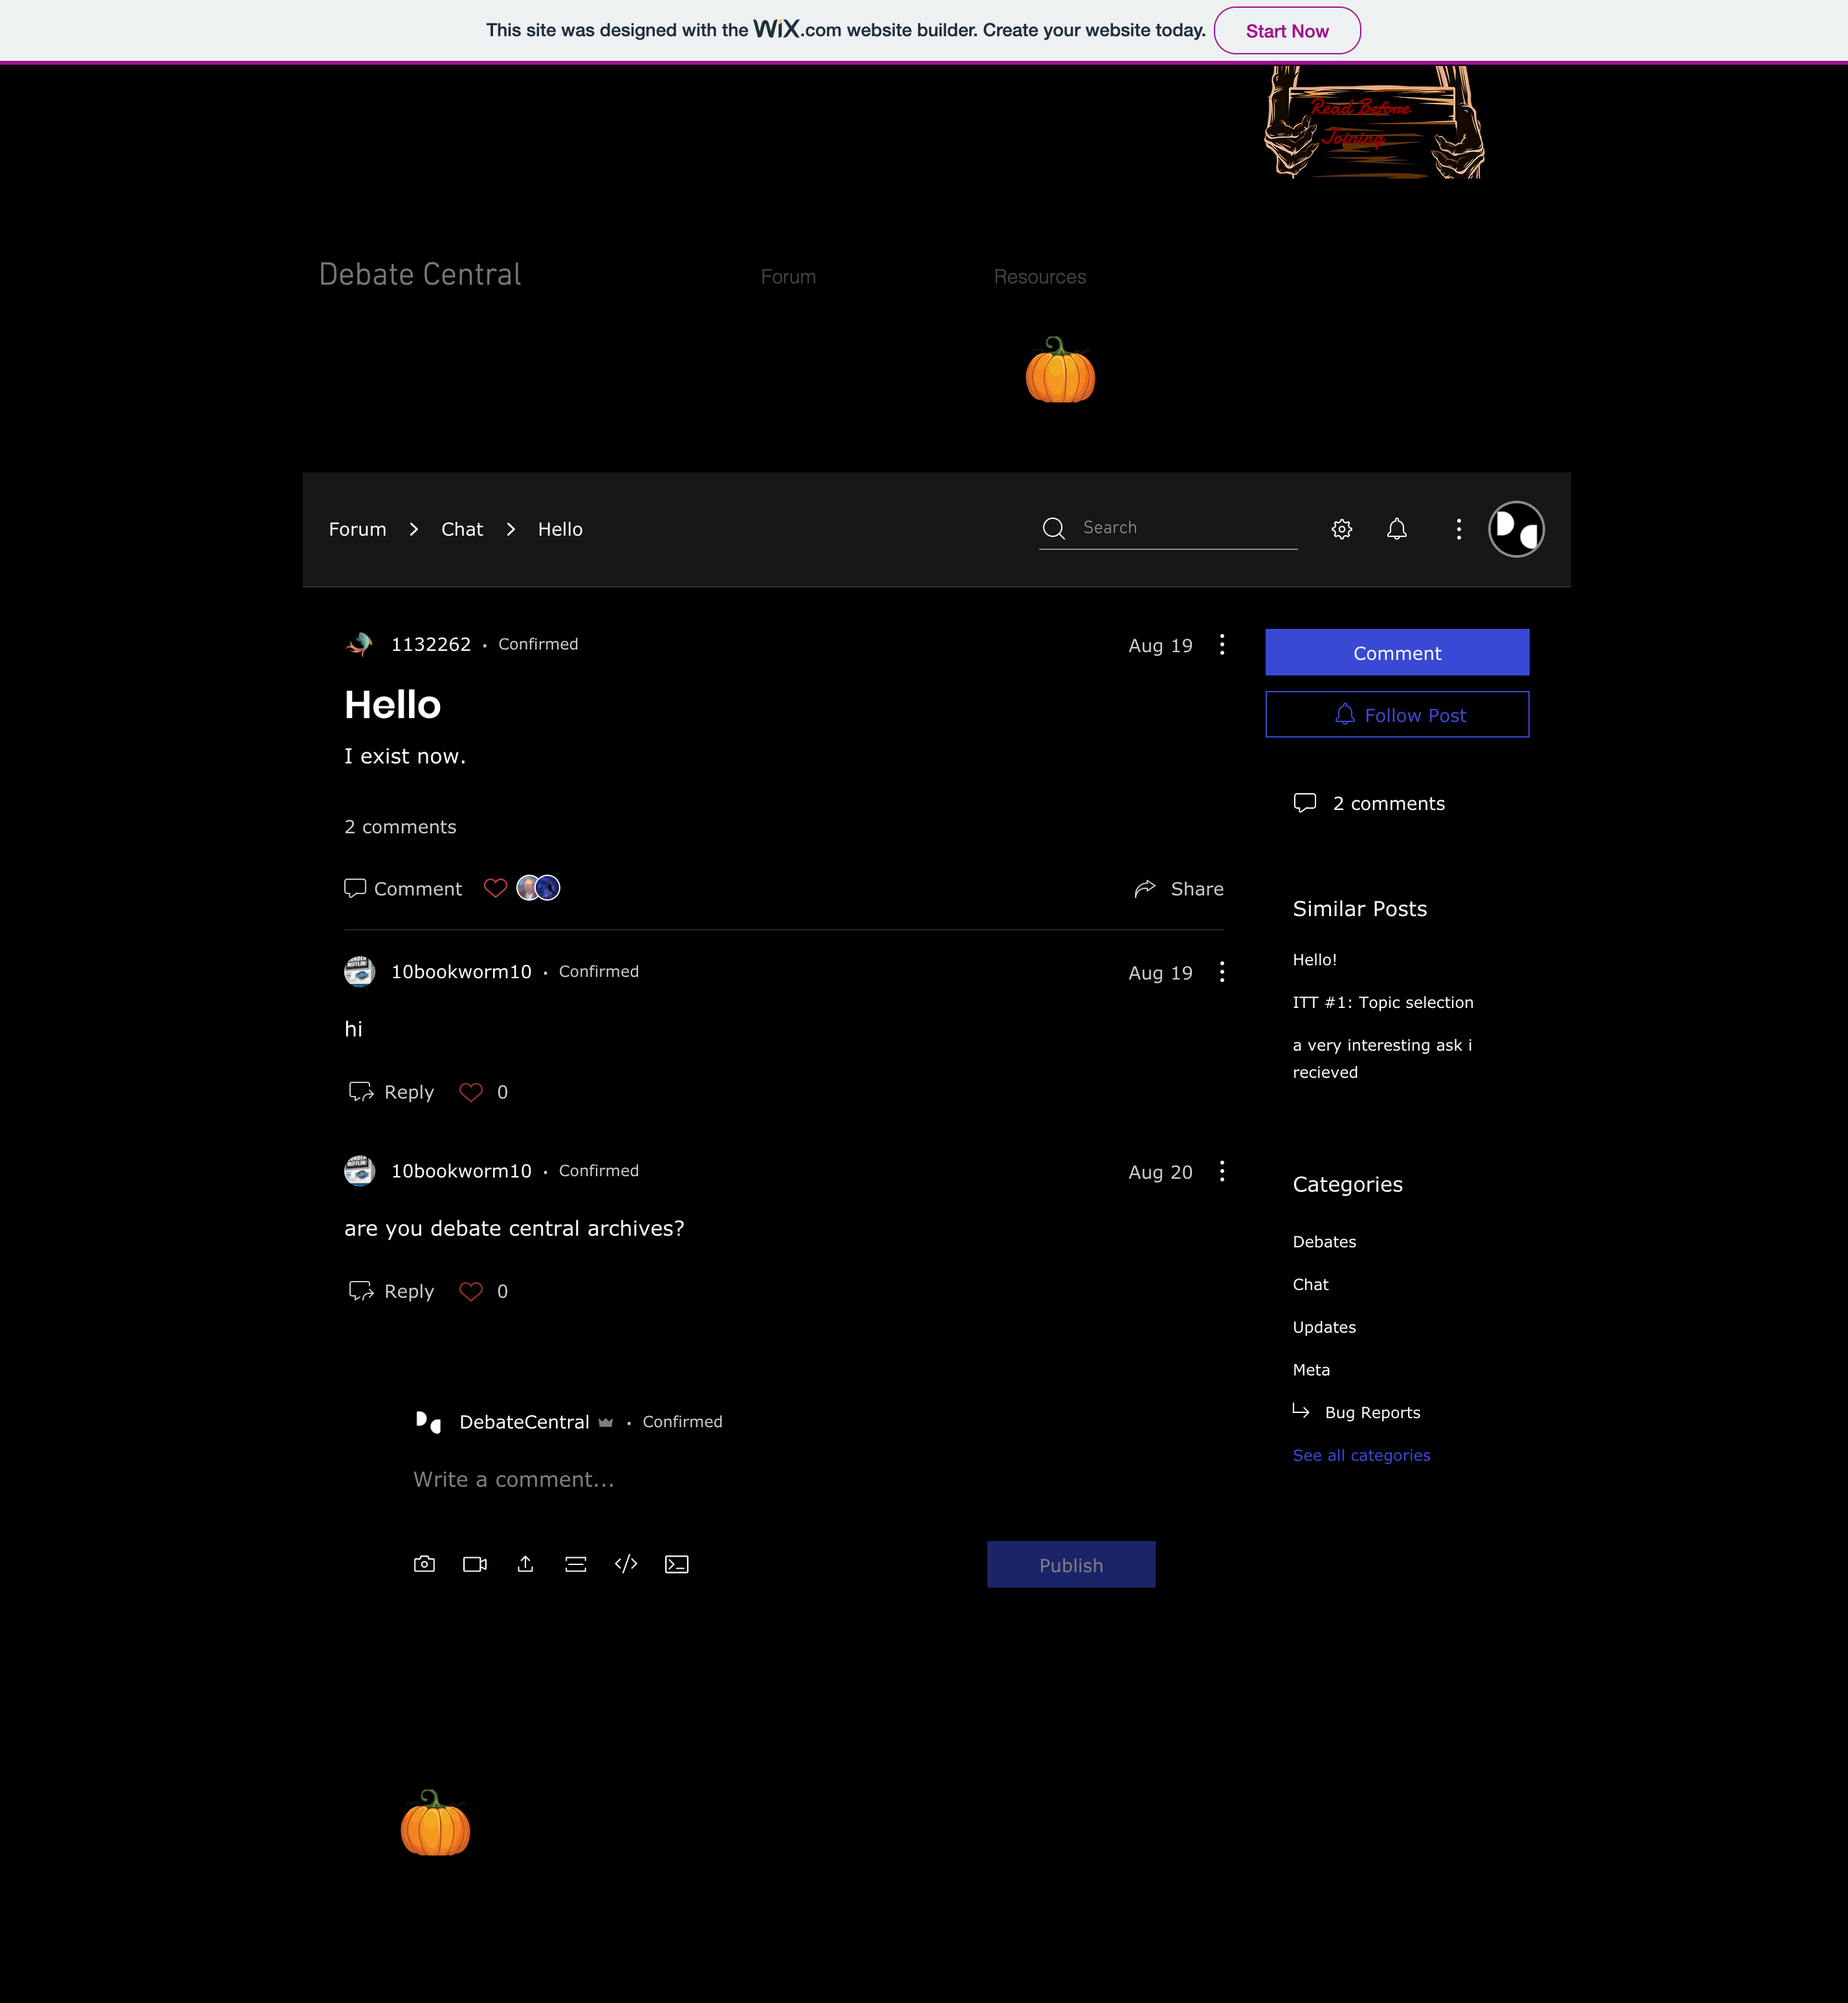 This site was designed with the WiX.com website builder. Create your website today.
Start Now
Read Before
Joining
Debate Central
Forum
Resources
Forum
Chat
Hello
Search
1132262
Confirmed
Aug 19
Hello
I exist now.
2 comments
Comment
Share
10bookworm10
Confirmed
Aug 19
hi
Reply
0
10bookworm10
Confirmed
Aug 20
are you debate central archives?
Reply
0
DebateCentral
Confirmed
Write a comment...
Publish
Comment
Follow Post
2 comments
Similar Posts
Hello!
ITT #1: Topic selection
a very interesting ask i
recieved
Categories
Debates
Chat
Updates
Meta
Bug Reports
See all categories